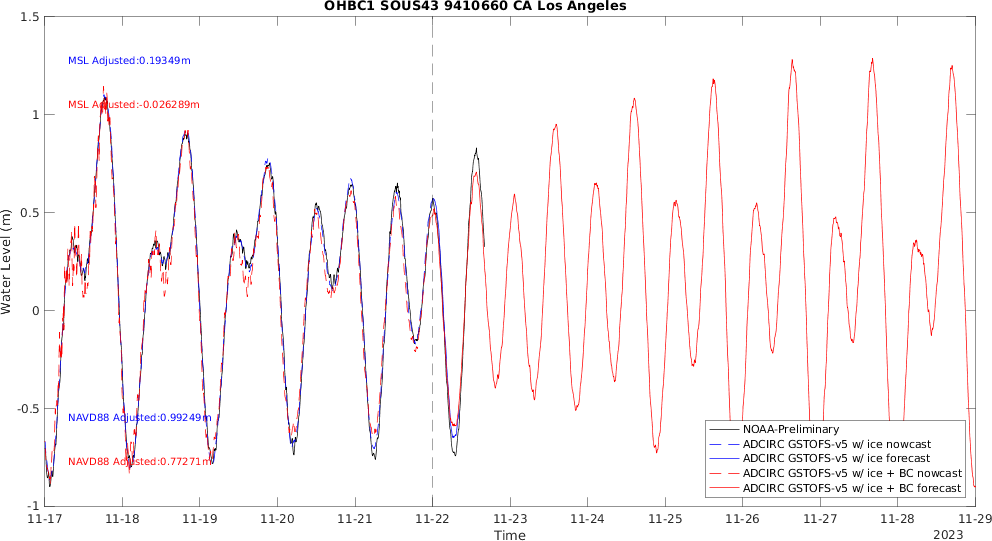 OHBC1 SOUS43 9410660 CA Los Angeles
1.5
MSL Adjusted:0.19349m
MSL Adjusted:-0.026289m
1
0.5
Water Level (m)
0
-0.5
NAVD88 Adjusted:0.99249m
NAVD88 Adjusted:0.77271m
NOAA-Preliminary
ADCIRC GSTOFS-v5 w/ ice nowcast
ADCIRC GSTOFS-v5 w/ ice forecast
ADCIRC GSTOFS-v5 w/ ice + BC nowcast
ADCIRC GSTOFS-v5 w/ ice + BC forecast
-1
11-17 11-18 11-19 11-20 11-21 11-22 11-23 11-24 11-25 11-26 11-27 11-28 11-29
Time
2023